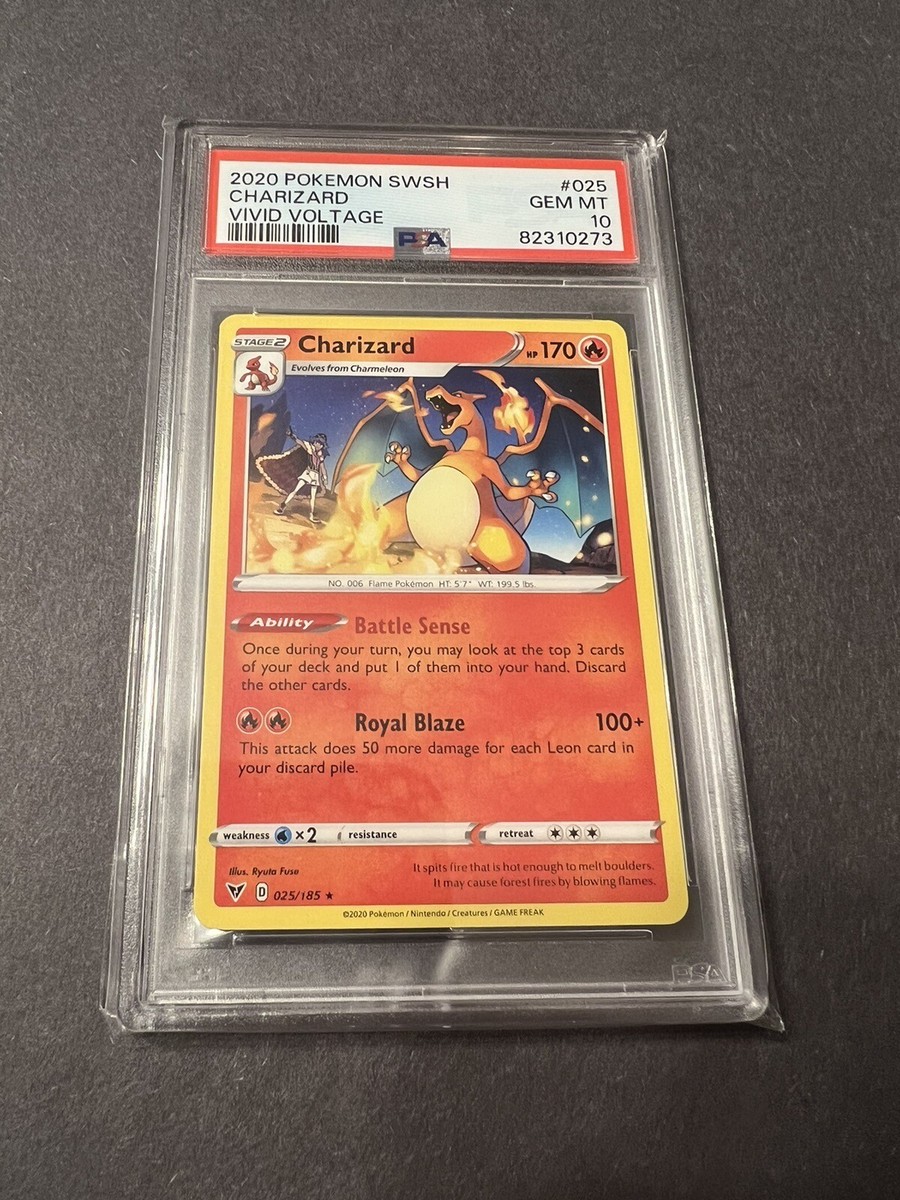 2020 POKEMON SWSH #025
CHARIZARD GEM MT
VIVID VOLTAGE 10
PSA 82310273
STAGE 2 Charizard HP 170
Evolves from Charmeleon
NO. 006 Flame Pokémon HT: 5'7" WT: 199.5 lbs.
Ability Battle Sense
Once during your turn, you may look at the top 3 cards
of your deck and put 1 of them into your hand. Discard
the other cards.
Royal Blaze 100+
This attack does 50 more damage for each Leon card in
your discard pile.
weakness ×2 resistance retreat
Illus. Ryuta Fuse
It spits fire that is hot enough to melt boulders.
It may cause forest fires by blowing flames.
D 025/185 ★
©2020 Pokémon / Nintendo / Creatures / GAME FREAK
PSA